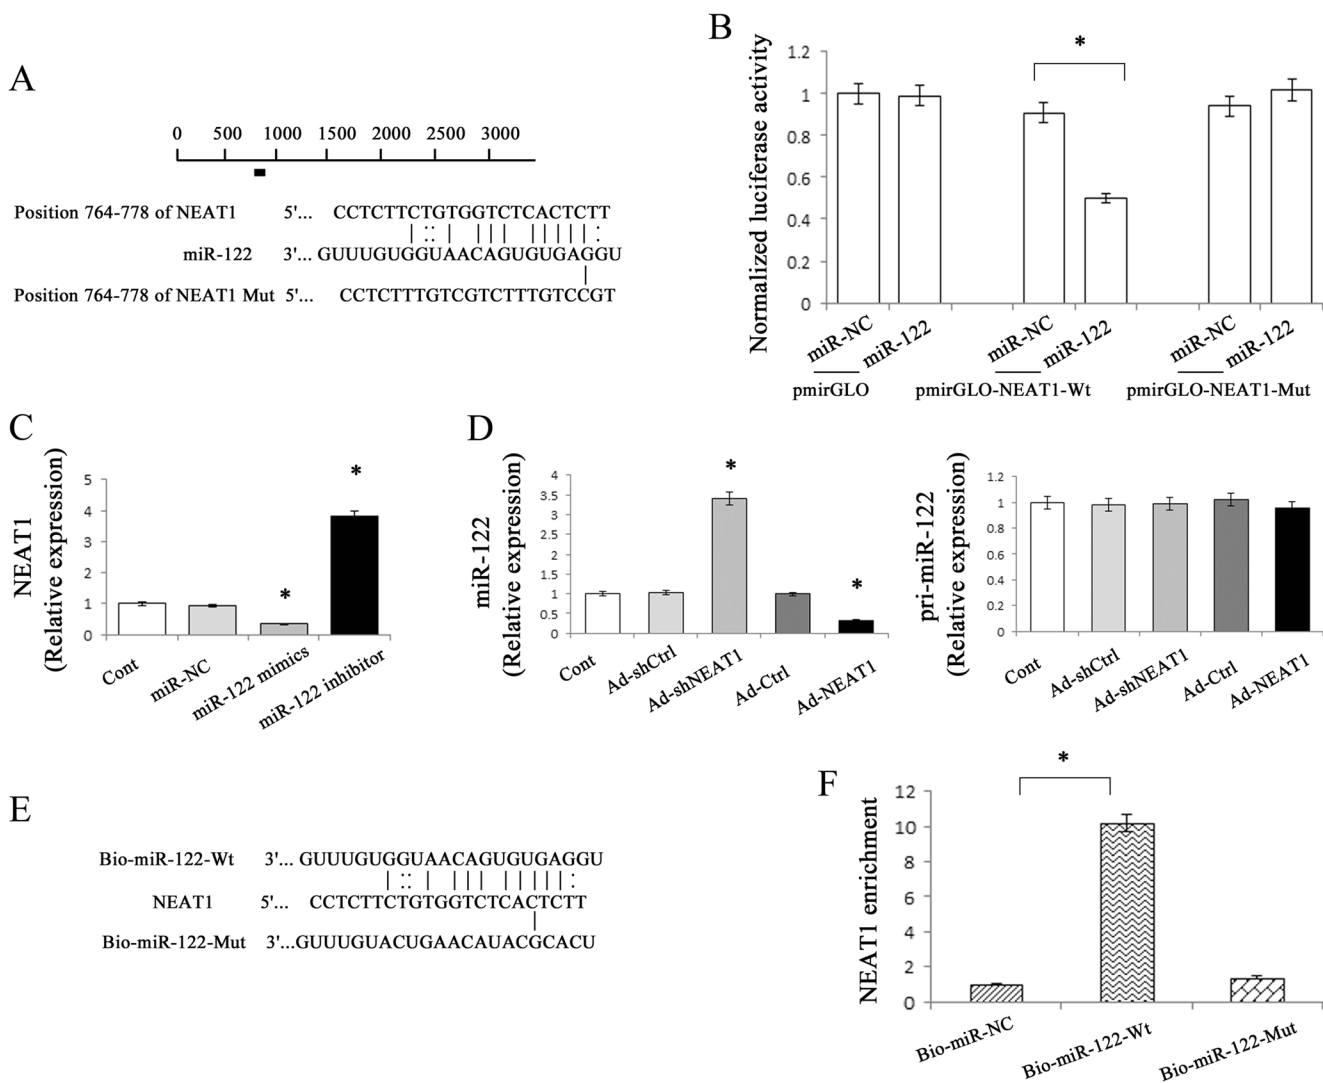 A
0 500 1000 1500 2000 2500 3000
Position 764-778 of NEAT1 5'... CCTCTTCTGTGGTCTCACTCTT
miR-122 3'... GUUUGUGGUAACAGUGUGAGGU
Position 764-778 of NEAT1 Mut 5'... CCTCTTTGTCGTCTTTGTCCGT
B
Normalized luciferase activity
1.2
1
0.8
0.6
0.4
0.2
0
*
miR-NC miR-122 miR-NC miR-122 miR-NC miR-122
pmirGLO pmirGLO-NEAT1-Wt pmirGLO-NEAT1-Mut
C
NEAT1
(Relative expression)
5
4
3
2
1
0
* *
Cont miR-NC miR-122 mimics miR-122 inhibitor
D
miR-122
(Relative expression)
4
3.5
3
2.5
2
1.5
1
0.5
0
* *
Cont Ad-shCtrl Ad-shNEAT1 Ad-Ctrl Ad-NEAT1
pri-miR-122
(Relative expression)
1.2
1
0.8
0.6
0.4
0.2
0
Cont Ad-shCtrl Ad-shNEAT1 Ad-Ctrl Ad-NEAT1
E
Bio-miR-122-Wt 3'... GUUUGUGGUAACAGUGUGAGGU
NEAT1 5'... CCTCTTCTGTGGTCTCACTCTT
Bio-miR-122-Mut 3'...GUUUGUACUGAACAUACGCACU
F
NEAT1 enrichment
12
10
8
6
4
2
0
*
Bio-miR-NC Bio-miR-122-Wt Bio-miR-122-Mut